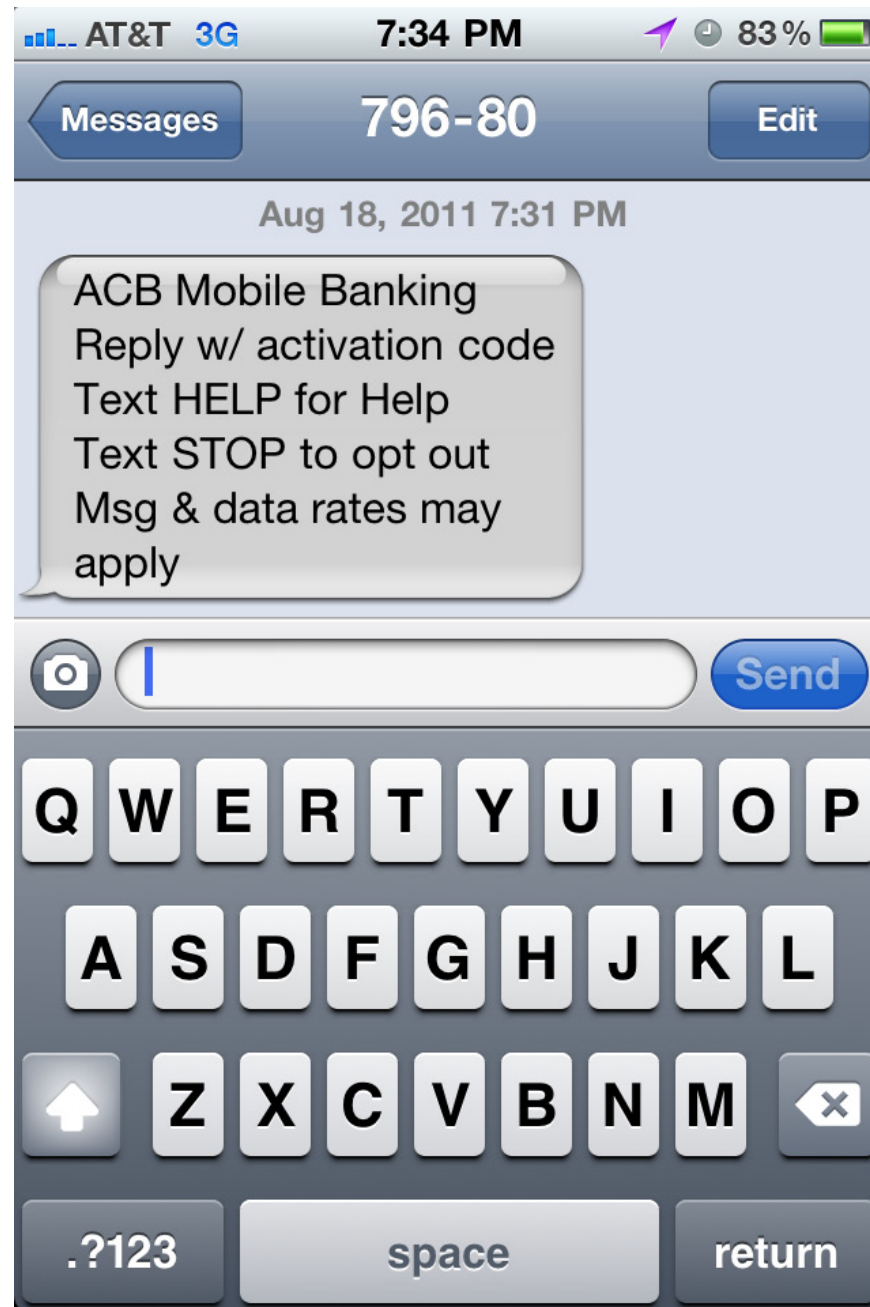 AT&T 3G 7:34 PM 83%
Messages 796-80 Edit
Aug 18, 2011 7:31 PM
ACB Mobile Banking
Reply w/ activation code
Text HELP for Help
Text STOP to opt out
Msg & data rates may
apply
Send
Q W E R T Y U I O P
A S D F G H J K L
Z X C V B N M
.?123 space return